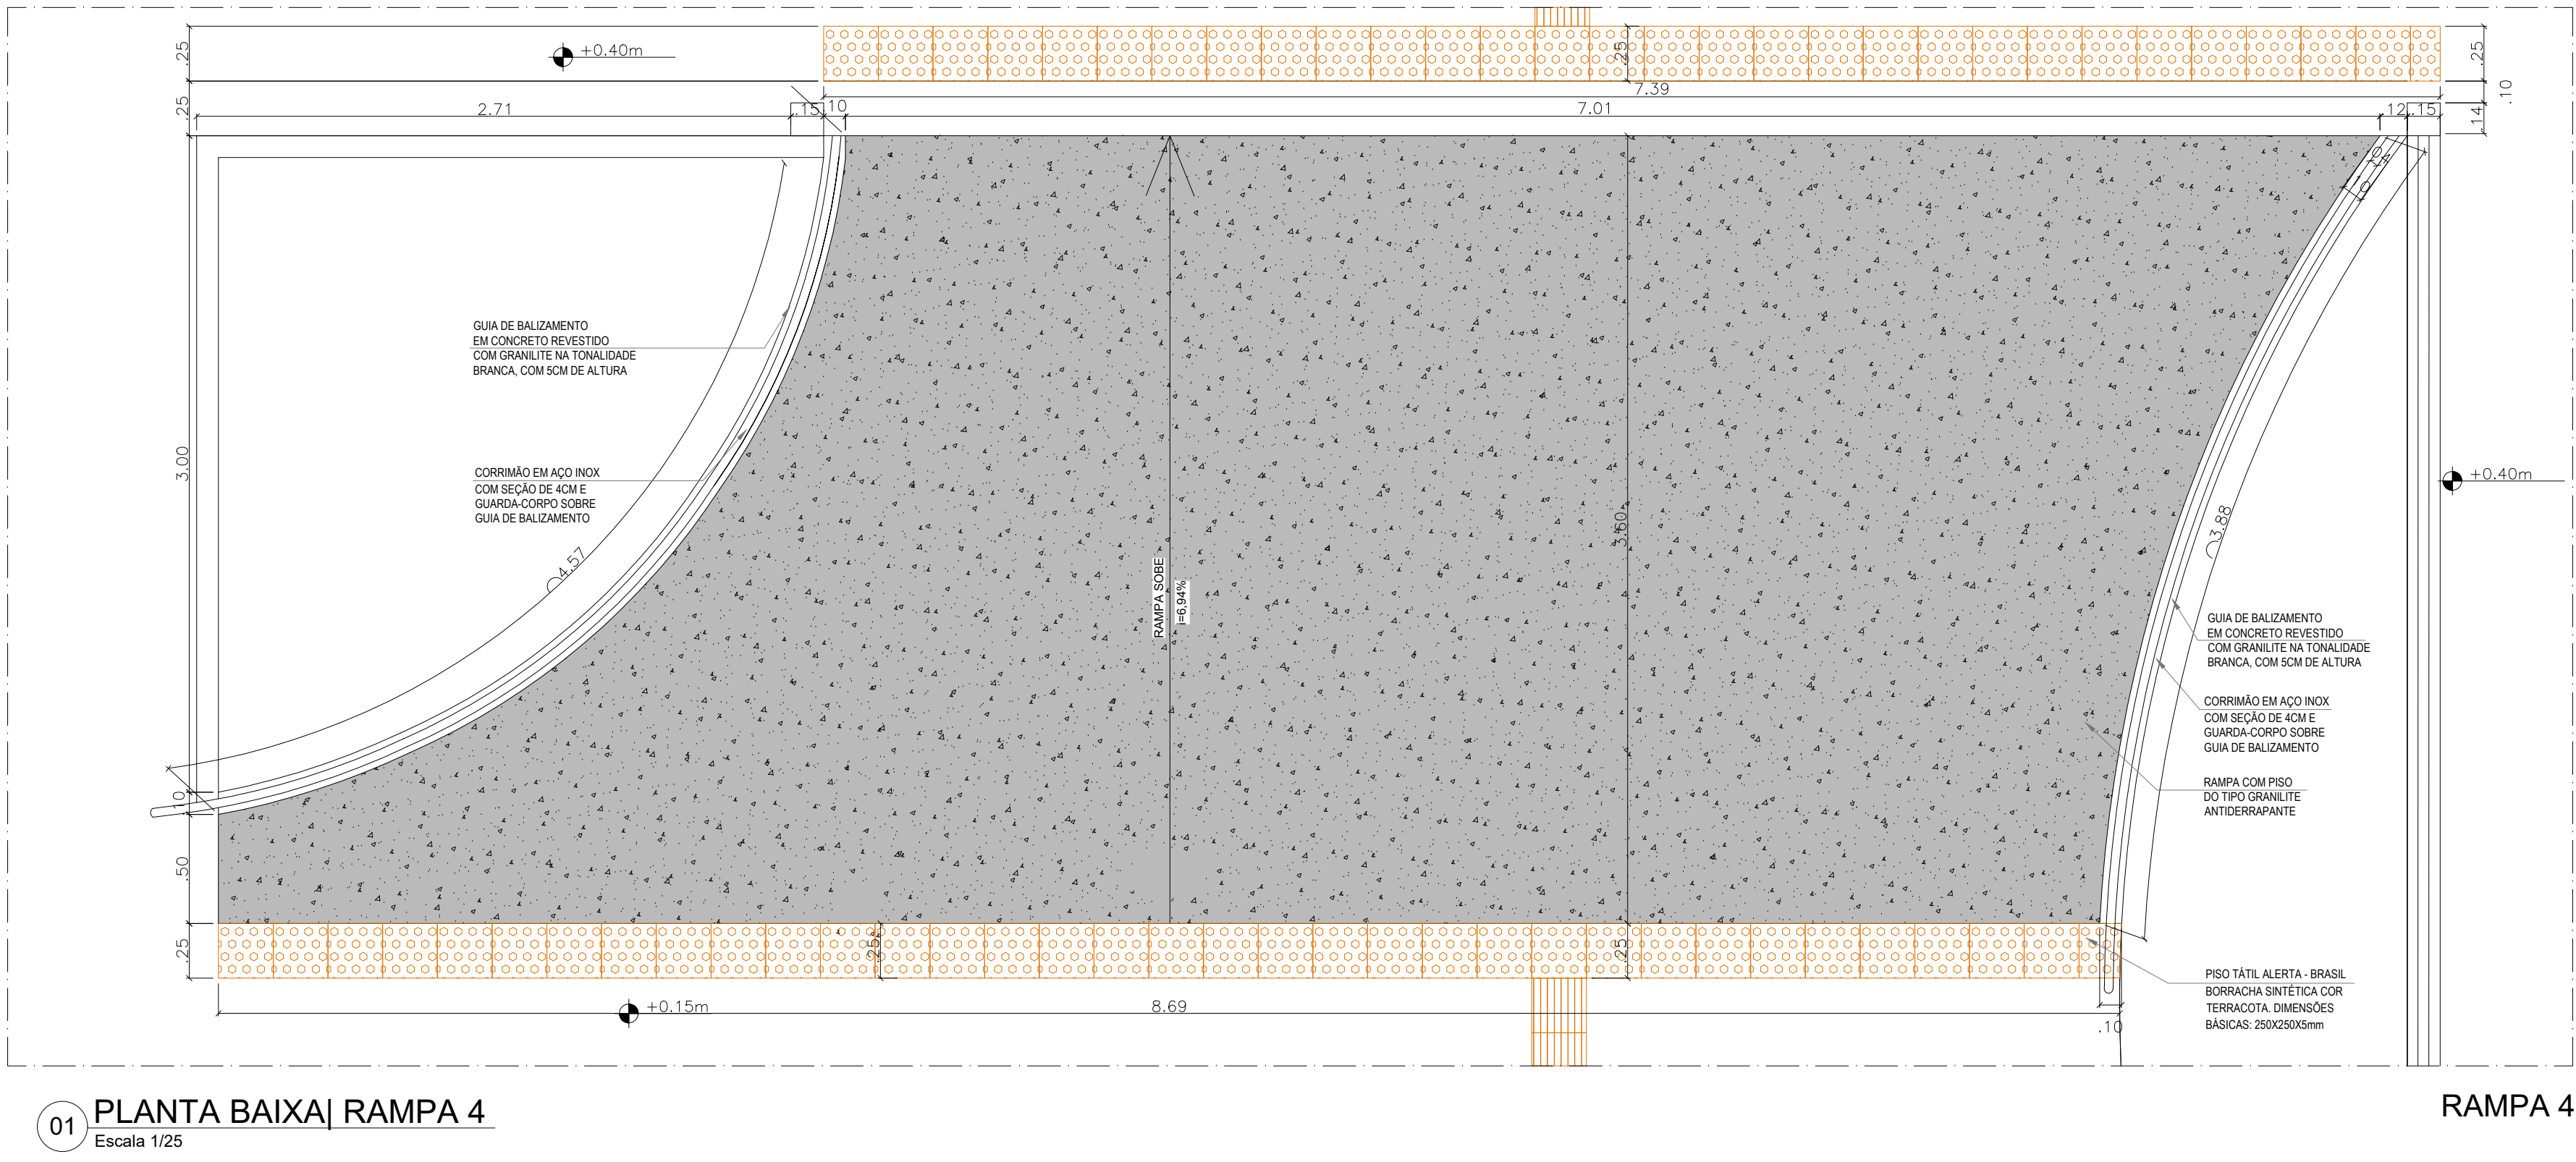 .25
+0.40m
.25
.25
7.39
.10
.25
2.71
.15
.10
7.01
.12
.15
.14
.04
.10
GUIA DE BALIZAMENTO
EM CONCRETO REVESTIDO
COM GRANILITE NA TONALIDADE
BRANCA, COM 5CM DE ALTURA
3.00
CORRIMÃO EM AÇO INOX
COM SEÇÃO DE 4CM E
GUARDA-CORPO SOBRE
GUIA DE BALIZAMENTO
+0.40m
4.57
RAMPA SOBE
i=6,94%
3.60
3.88
GUIA DE BALIZAMENTO
EM CONCRETO REVESTIDO
COM GRANILITE NA TONALIDADE
BRANCA, COM 5CM DE ALTURA
CORRIMÃO EM AÇO INOX
COM SEÇÃO DE 4CM E
GUARDA-CORPO SOBRE
GUIA DE BALIZAMENTO
RAMPA COM PISO
DO TIPO GRANILITE
ANTIDERRAPANTE
.10
.50
.25
.25
.25
PISO TÁTIL ALERTA - BRASIL
BORRACHA SINTÉTICA COR
TERRACOTA. DIMENSÕES
BÁSICAS: 250X250X5mm
+0.15m
8.69
.10
01
PLANTA BAIXA| RAMPA 4
Escala 1/25
RAMPA 4